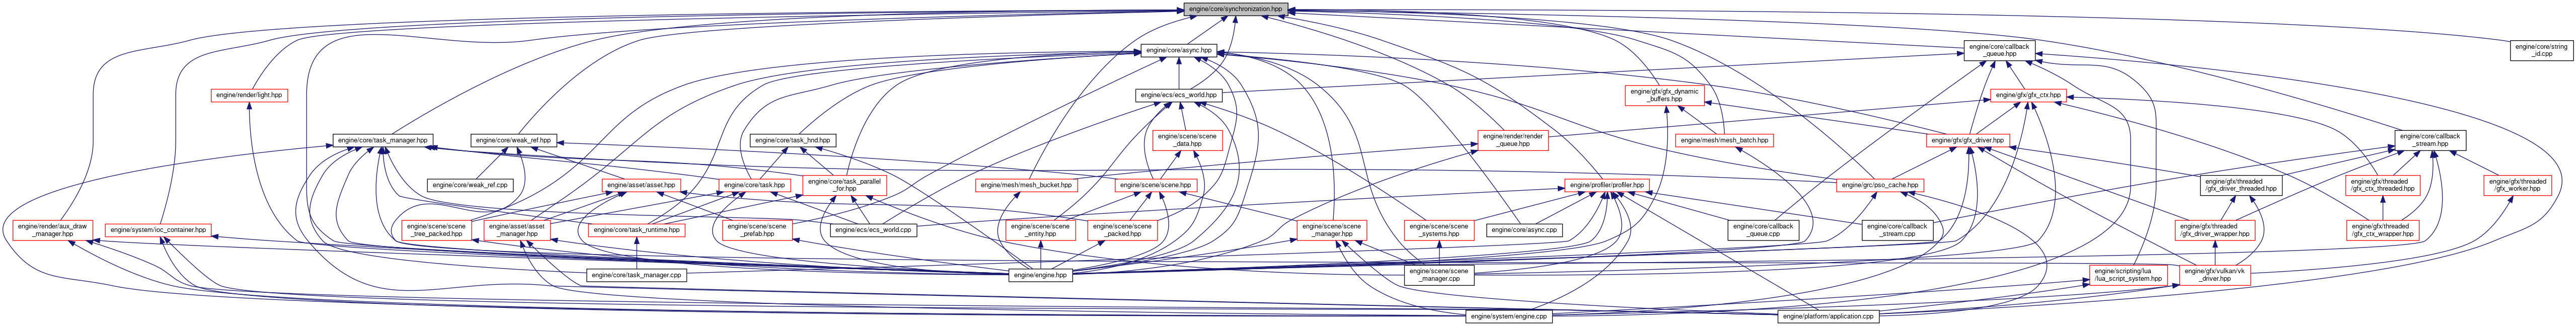 engine/core/synchronization.hpp
engine/core/async.hpp
engine/core/callback
_queue.hpp
engine/core/string
_id.cpp
engine/render/light.hpp
engine/ecs/ecs_world.hpp
engine/gfx/gfx_dynamic
_buffers.hpp
engine/gfx/gfx_ctx.hpp
engine/core/task_manager.hpp
engine/core/weak_ref.hpp
engine/core/task_hnd.hpp
engine/scene/scene
_data.hpp
engine/render/render
_queue.hpp
engine/mesh/mesh_batch.hpp
engine/gfx/gfx_driver.hpp
engine/core/callback
_stream.hpp
engine/core/weak_ref.cpp
engine/asset/asset.hpp
engine/core/task.hpp
engine/core/task_parallel
_for.hpp
engine/mesh/mesh_bucket.hpp
engine/scene/scene.hpp
engine/profiler/profiler.hpp
engine/grc/pso_cache.hpp
engine/gfx/threaded
/gfx_driver_threaded.hpp
engine/gfx/threaded
/gfx_ctx_threaded.hpp
engine/gfx/threaded
/gfx_worker.hpp
engine/render/aux_draw
_manager.hpp
engine/system/ioc_container.hpp
engine/scene/scene
_tree_packed.hpp
engine/asset/asset
_manager.hpp
engine/core/task_runtime.hpp
engine/scene/scene
_prefab.hpp
engine/ecs/ecs_world.cpp
engine/scene/scene
_entity.hpp
engine/scene/scene
_packed.hpp
engine/scene/scene
_manager.hpp
engine/scene/scene
_systems.hpp
engine/core/async.cpp
engine/core/callback
_queue.cpp
engine/core/callback
_stream.cpp
engine/gfx/threaded
/gfx_driver_wrapper.hpp
engine/gfx/threaded
/gfx_ctx_wrapper.hpp
engine/core/task_manager.cpp
engine/engine.hpp
engine/scene/scene
_manager.cpp
engine/scripting/lua
/lua_script_system.hpp
engine/gfx/vulkan/vk
_driver.hpp
engine/system/engine.cpp
engine/platform/application.cpp